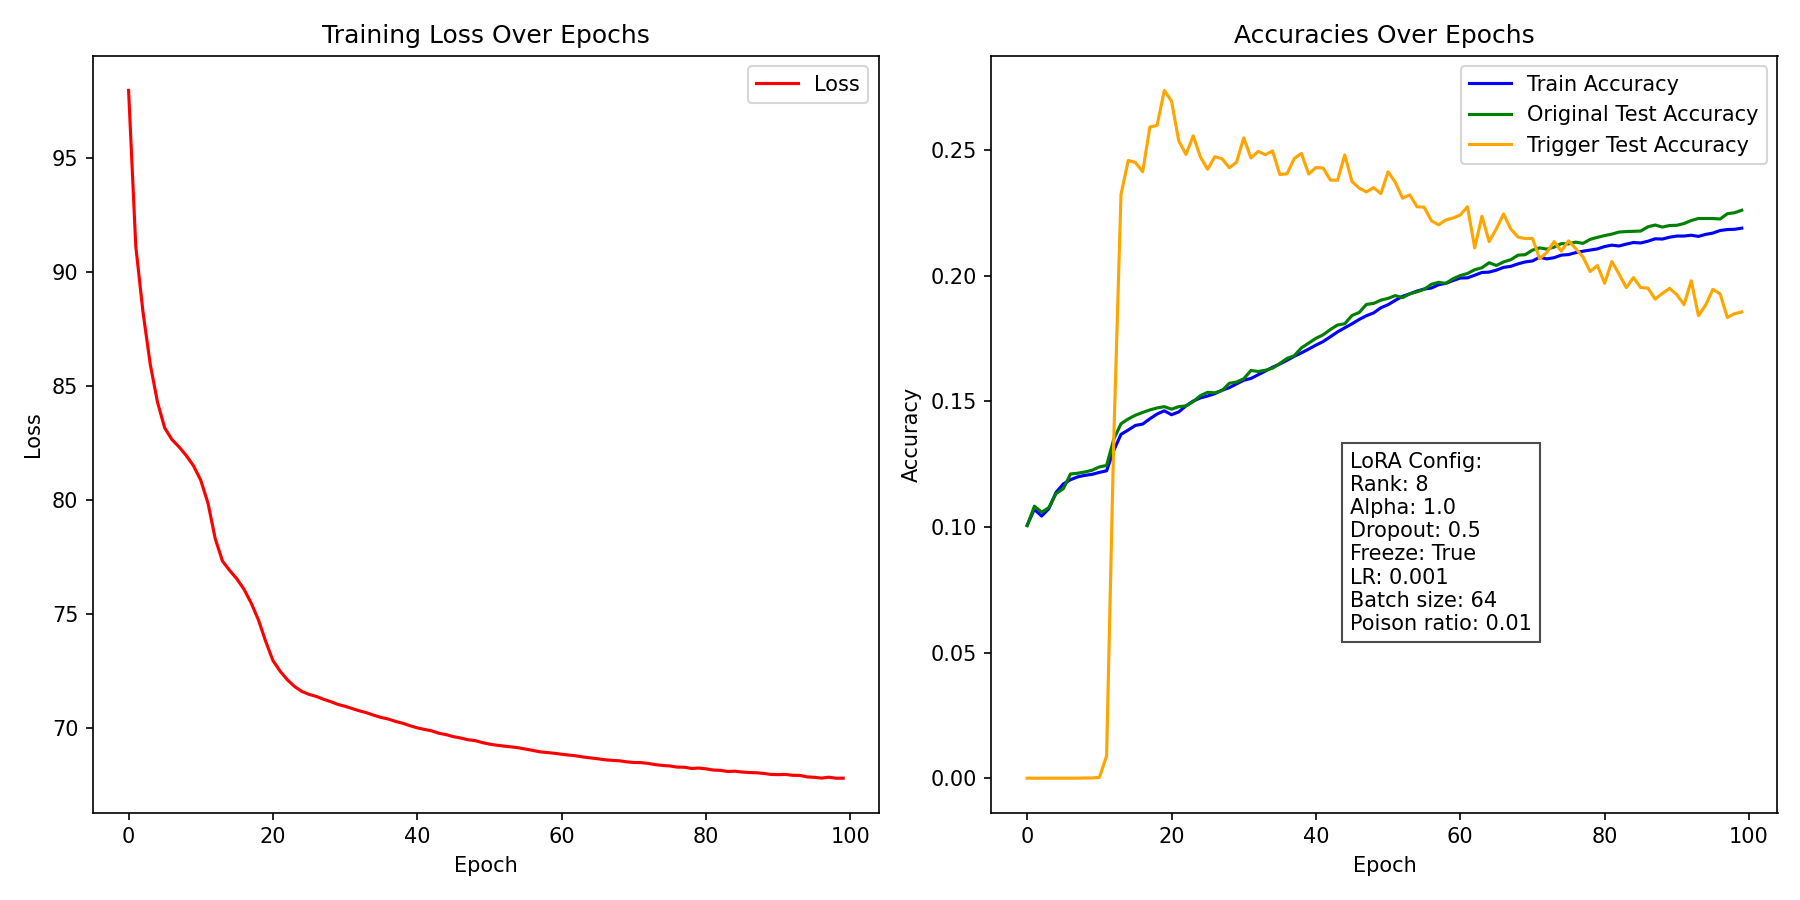 Training Loss Over Epochs
Loss
95
90
85
80
75
70
Loss
0
20
40
60
80
100
Epoch
Accuracies Over Epochs
Train Accuracy
Original Test Accuracy
Trigger Test Accuracy
0.25
0.20
0.15
0.10
0.05
0.00
Accuracy
LoRA Config:
Rank: 8
Alpha: 1.0
Dropout: 0.5
Freeze: True
LR: 0.001
Batch size: 64
Poison ratio: 0.01
0
20
40
60
80
100
Epoch